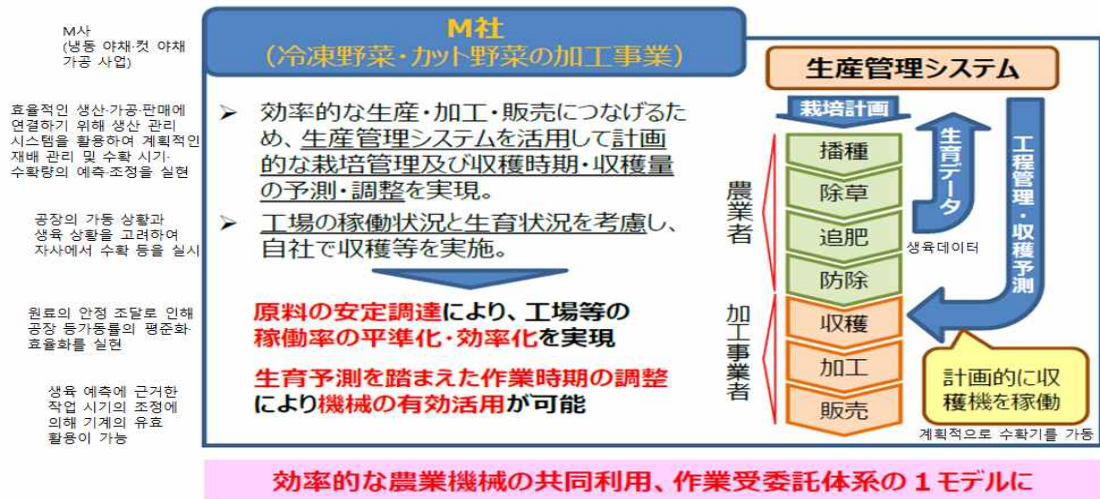 M사
(냉동 야채·컷 야채
가공 사업)
효율적인 생산·가공·판매에
연결하기 위해 생산 관리
시스템을 활용하여 계획적인
재배 관리 및 수확 시기·
수확량의 예측·조정을 실현
공장의 가동 상황과
생육 상황을 고려하여
자사에서 수확 등을 실시
원료의 안정 조달로 인해
공장 등가동률의 평준화·
효율화를 실현
생육 예측에 근거한
작업 시기의 조정에
의해 기계의 유효
활용이 가능
M社
(冷凍野菜・カット野菜の加工事業)
➢ 効率的な生産・加工・販売につなげるた
め、生産管理システムを活用して計画
的な栽培管理及び収穫時期・収穫量
の予測・調整を実現。
➢ 工場の稼働状況と生育状況を考慮し、
自社で収穫等を実施。
原料の安定調達により、工場等の
稼働率の平準化・効率化を実現
生育予測を踏まえた作業時期の調整
により機械の有効活用が可能
生産管理システム
栽培計画
農業者
播種
除草
追肥
防除
生育データ
생육데이터
工程管理・収穫予測
加工事業者
収穫
加工
販売
計画的に収
穫機を稼働
계획적으로 수확기를 가동
効率的な農業機械の共同利用、作業受委託体系の1モデルに